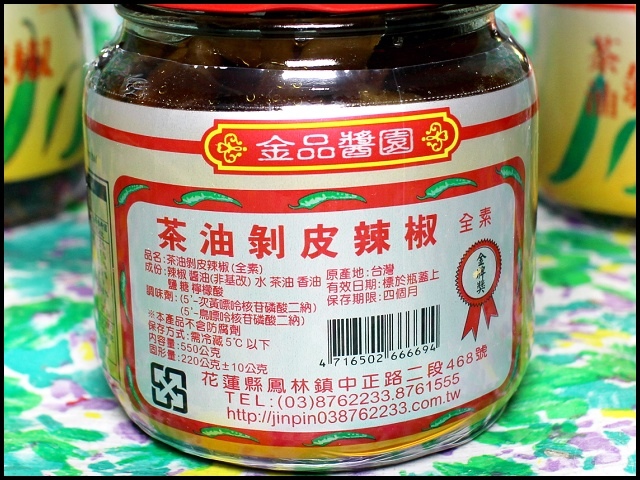 金品醬園
茶油剝皮辣椒 全素
品名:茶油剝皮辣椒(全素)
成份:辣椒 醬油(非基改) 水 茶油 香油
鹽 糖 檸檬酸
調味劑:(5'-次黃嘌呤核苷磷酸二納)
(5'-鳥嘌呤核苷磷酸二納)
※本產品不含防腐劑
保存方式:需冷藏5℃以下
內容量:550公克
固形量:220公克±10公克
原產地:台灣
有效日期:標於瓶蓋上
保存期限:四個月
金牌獎
4 716502 666694
花蓮縣鳳林鎮中正路二段468號
TEL:(03)8762233.8761555
http://jinpin038762233.com.tw
茶油
椒